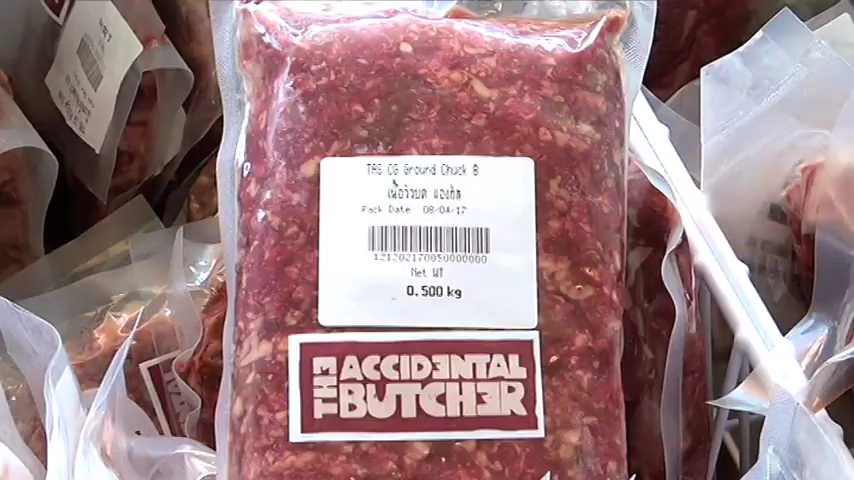 TAS CG Ground Chuck B
เนื้อวัวบด แองกัส
Pack Date 08/04/17
121202170050000000
Net WT
0.500 kg
THE ACCIDENTAL
BUTCHER